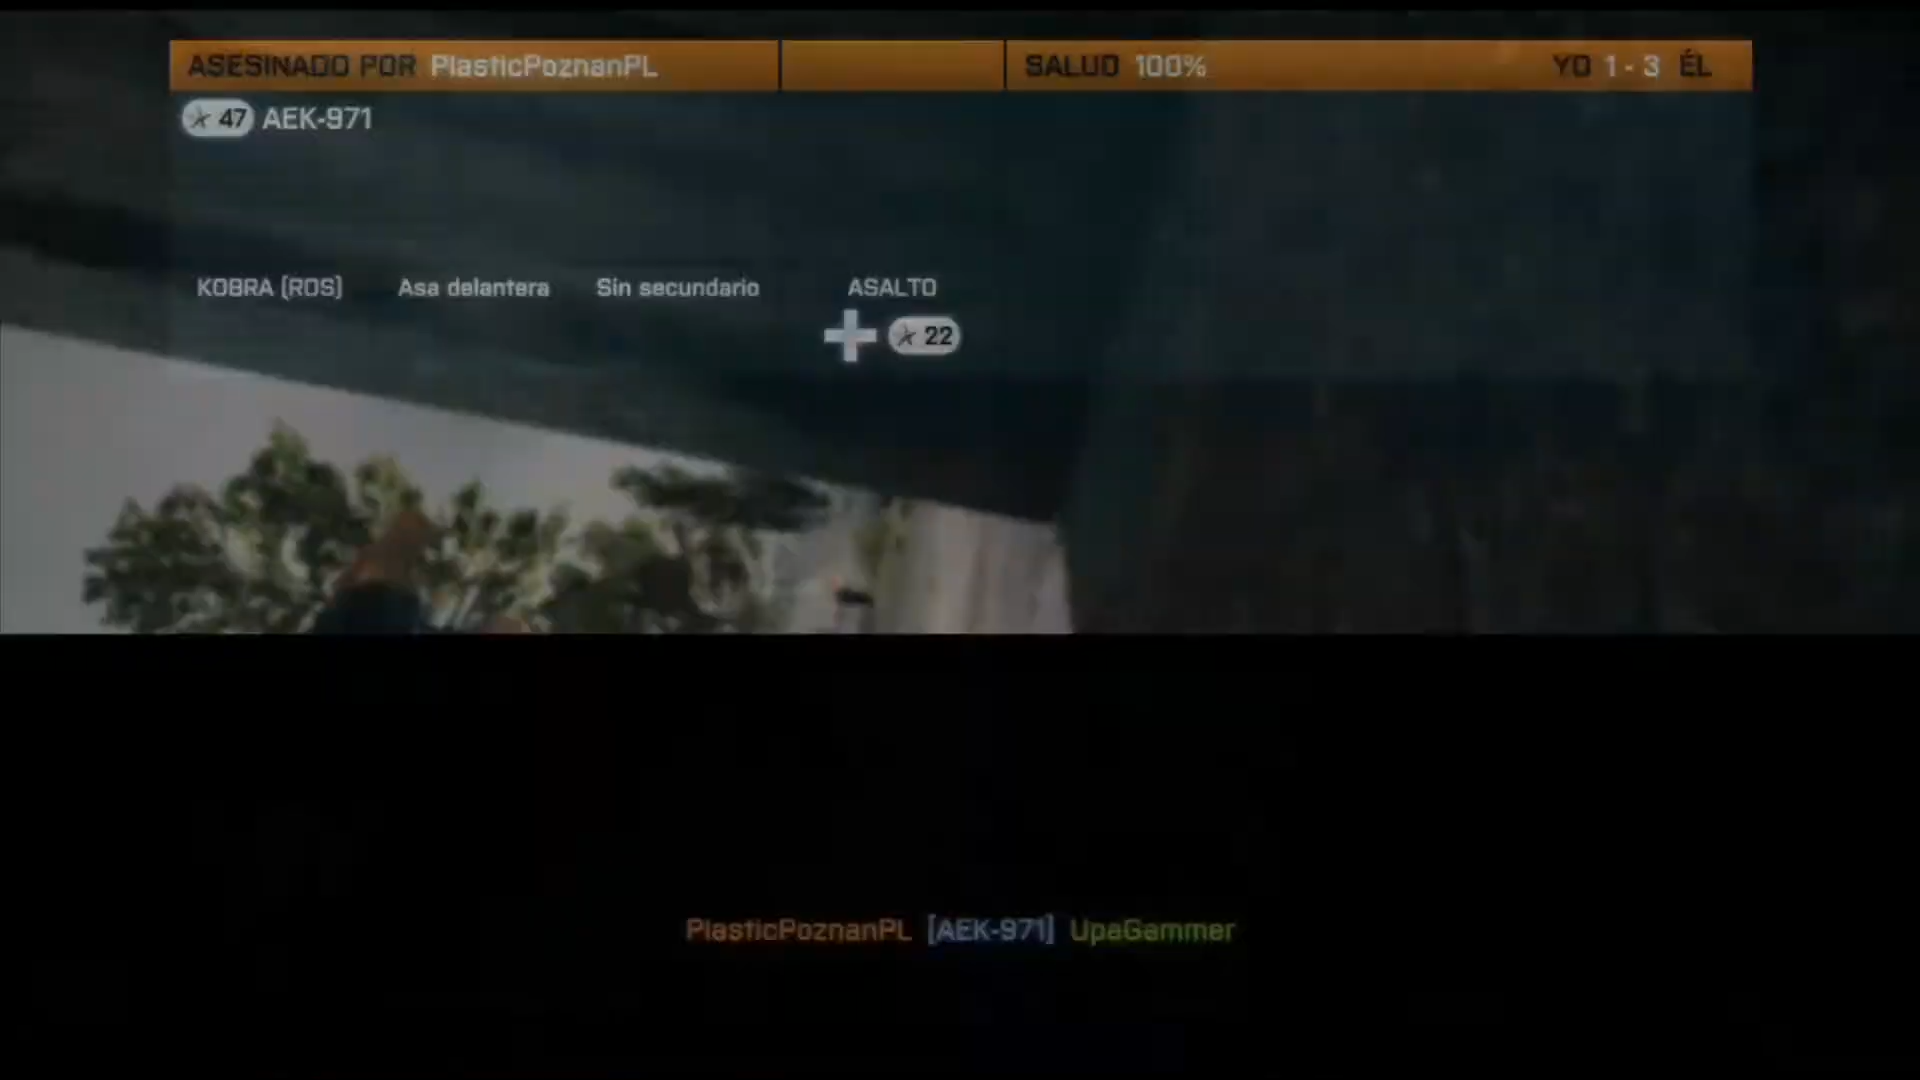 ASESINADO POR PlasticPoznanPL SALUD 100% YO 1 - 3 ÉL
47 AEK-971
KOBRA (RDS) Asa delantera Sin secundario ASALTO
22
PlasticPoznanPL [AEK-971] UpaGammer